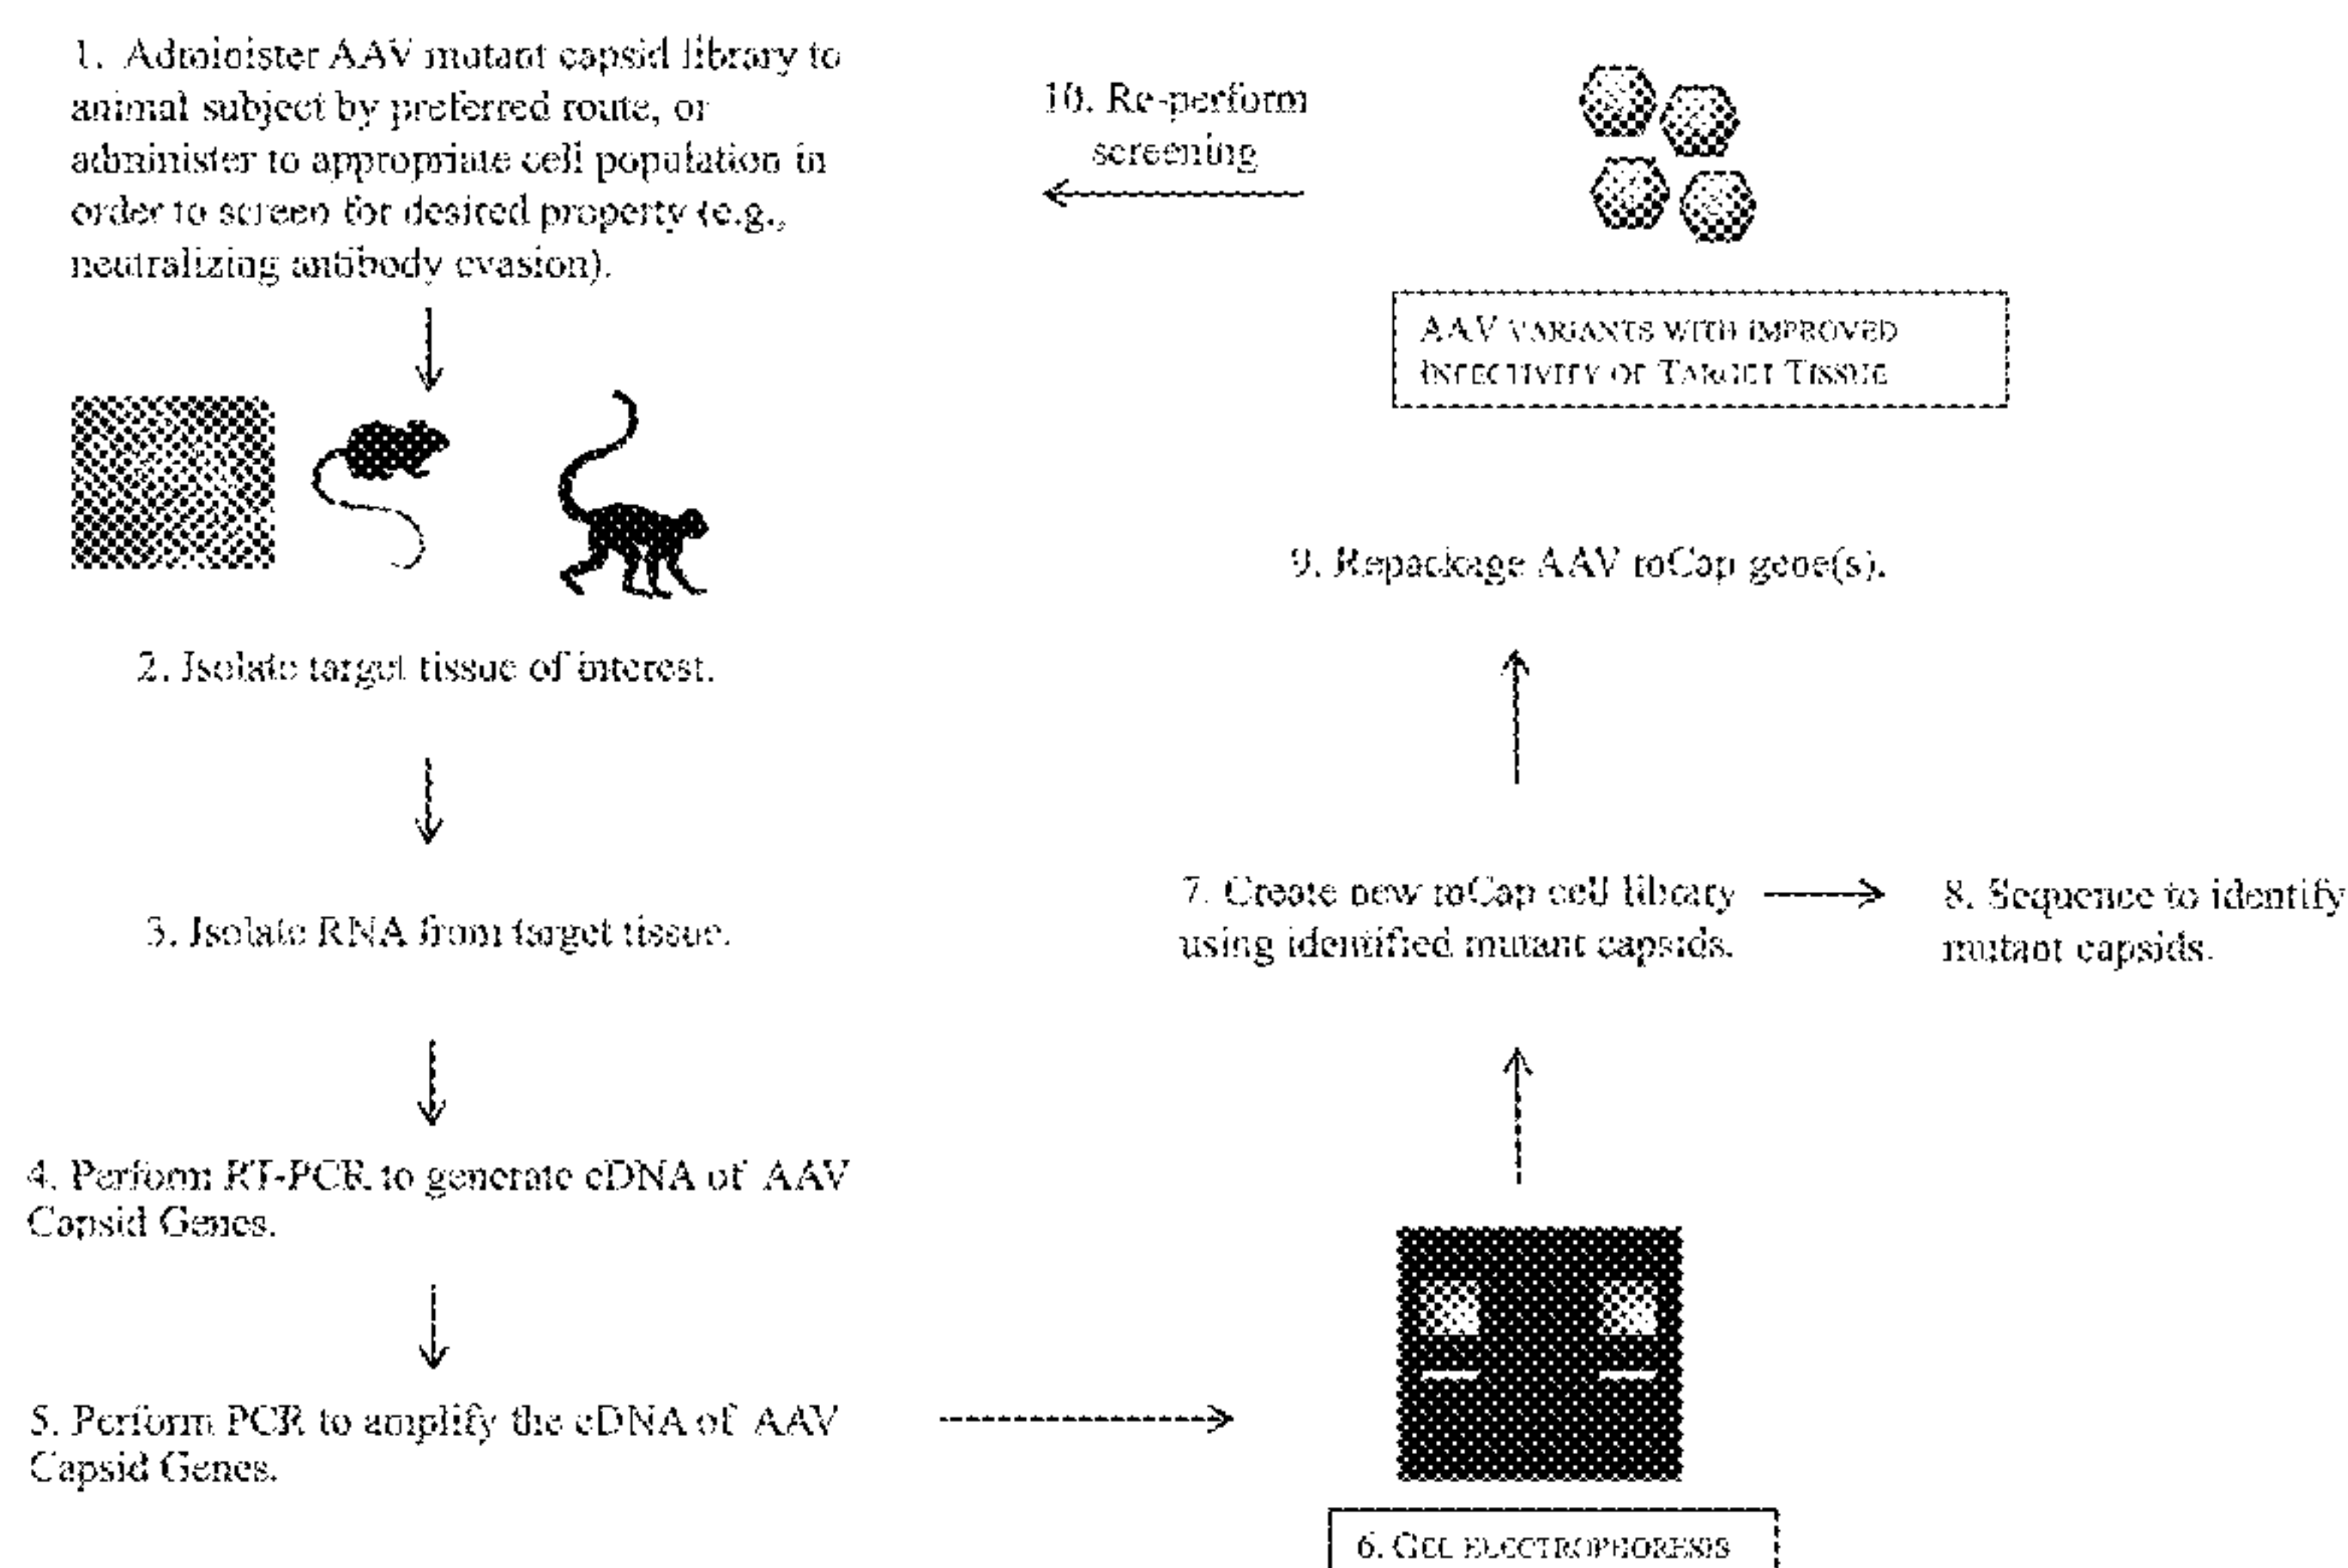 1. Administer AAV mutant capsid library to
animal subject by preferred route, or
administer to appropriate cell population in
order to screen for desired property (e.g.,
neutralizing antibody evasion).
2. Isolate target tissue of interest.
3. Isolate RNA from target tissue.
4. Perform RT-PCR to generate cDNA of AAV
Capsid Genes.
5. Perform PCR to amplify the cDNA of AAV
Capsid Genes.
6. GEL ELECTROPHORESIS
7. Create new mCap cell library
using identified mutant capsids.
8. Sequence to identify
mutant capsids.
9. Repackage AAV mCap gene(s).
AAV VARIANTS WITH IMPROVED
INFECTIVITY OF TARGET TISSUE
10. Re-perform
screening